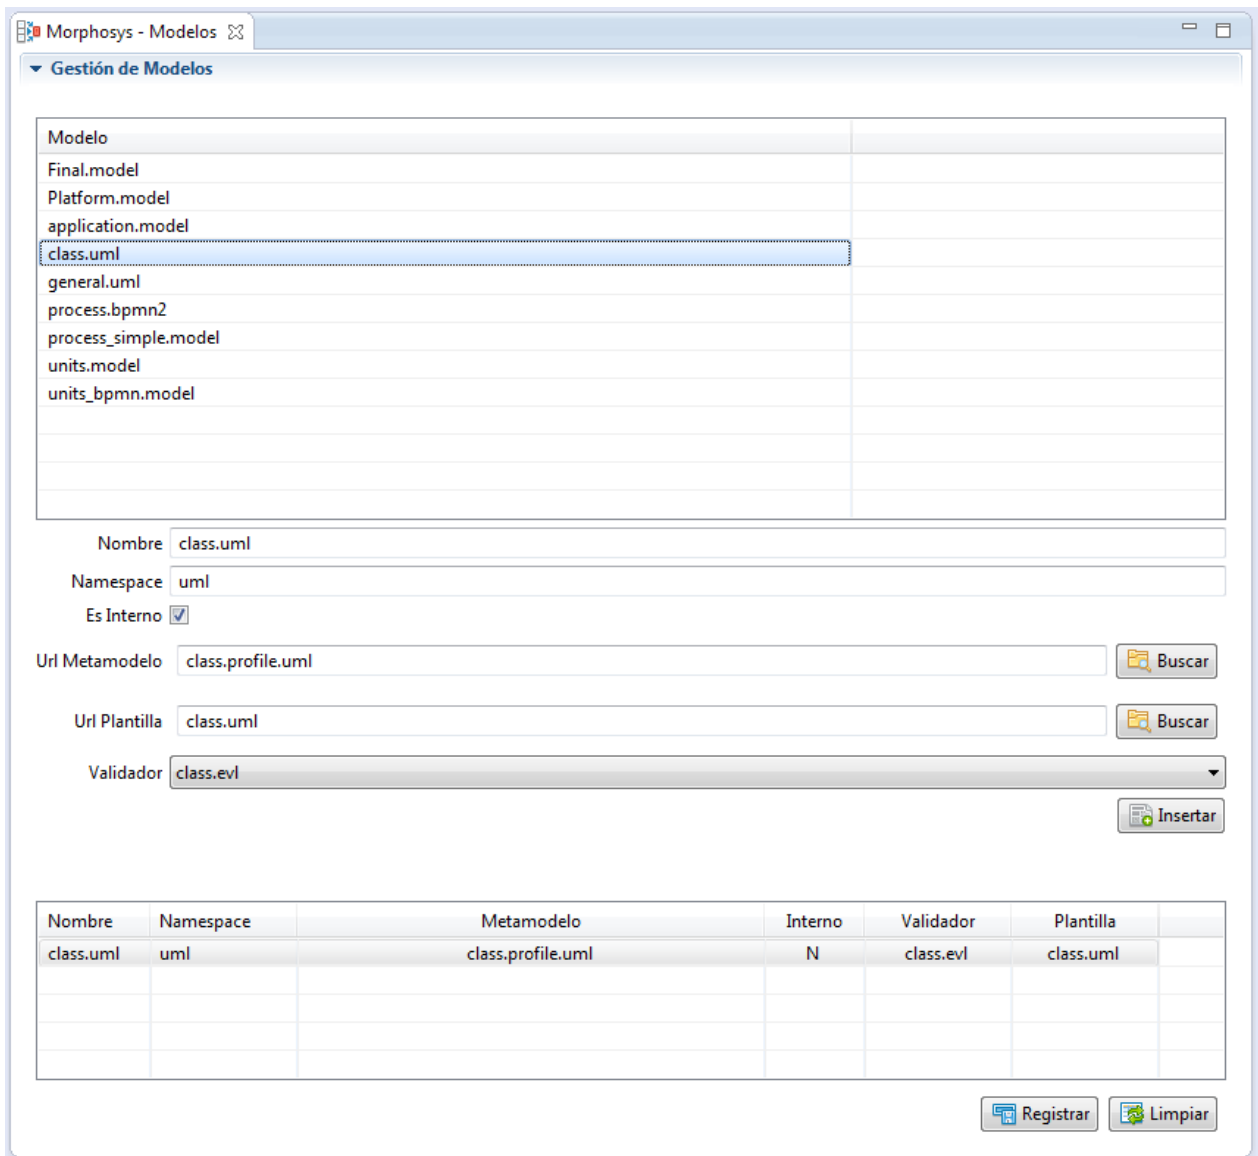 Morphosys - Modelos
Gestión de Modelos
Modelo
Final.model
Platform.model
application.model
class.uml
general.uml
process.bpmn2
process_simple.model
units.model
units_bpmn.model
Nombre class.uml
Namespace uml
Es Interno
Url Metamodelo class.profile.uml Buscar
Url Plantilla class.uml Buscar
Validador class.evl
Insertar
Nombre Namespace Metamodelo Interno Validador Plantilla
class.uml uml class.profile.uml N class.evl class.uml
Registrar Limpiar